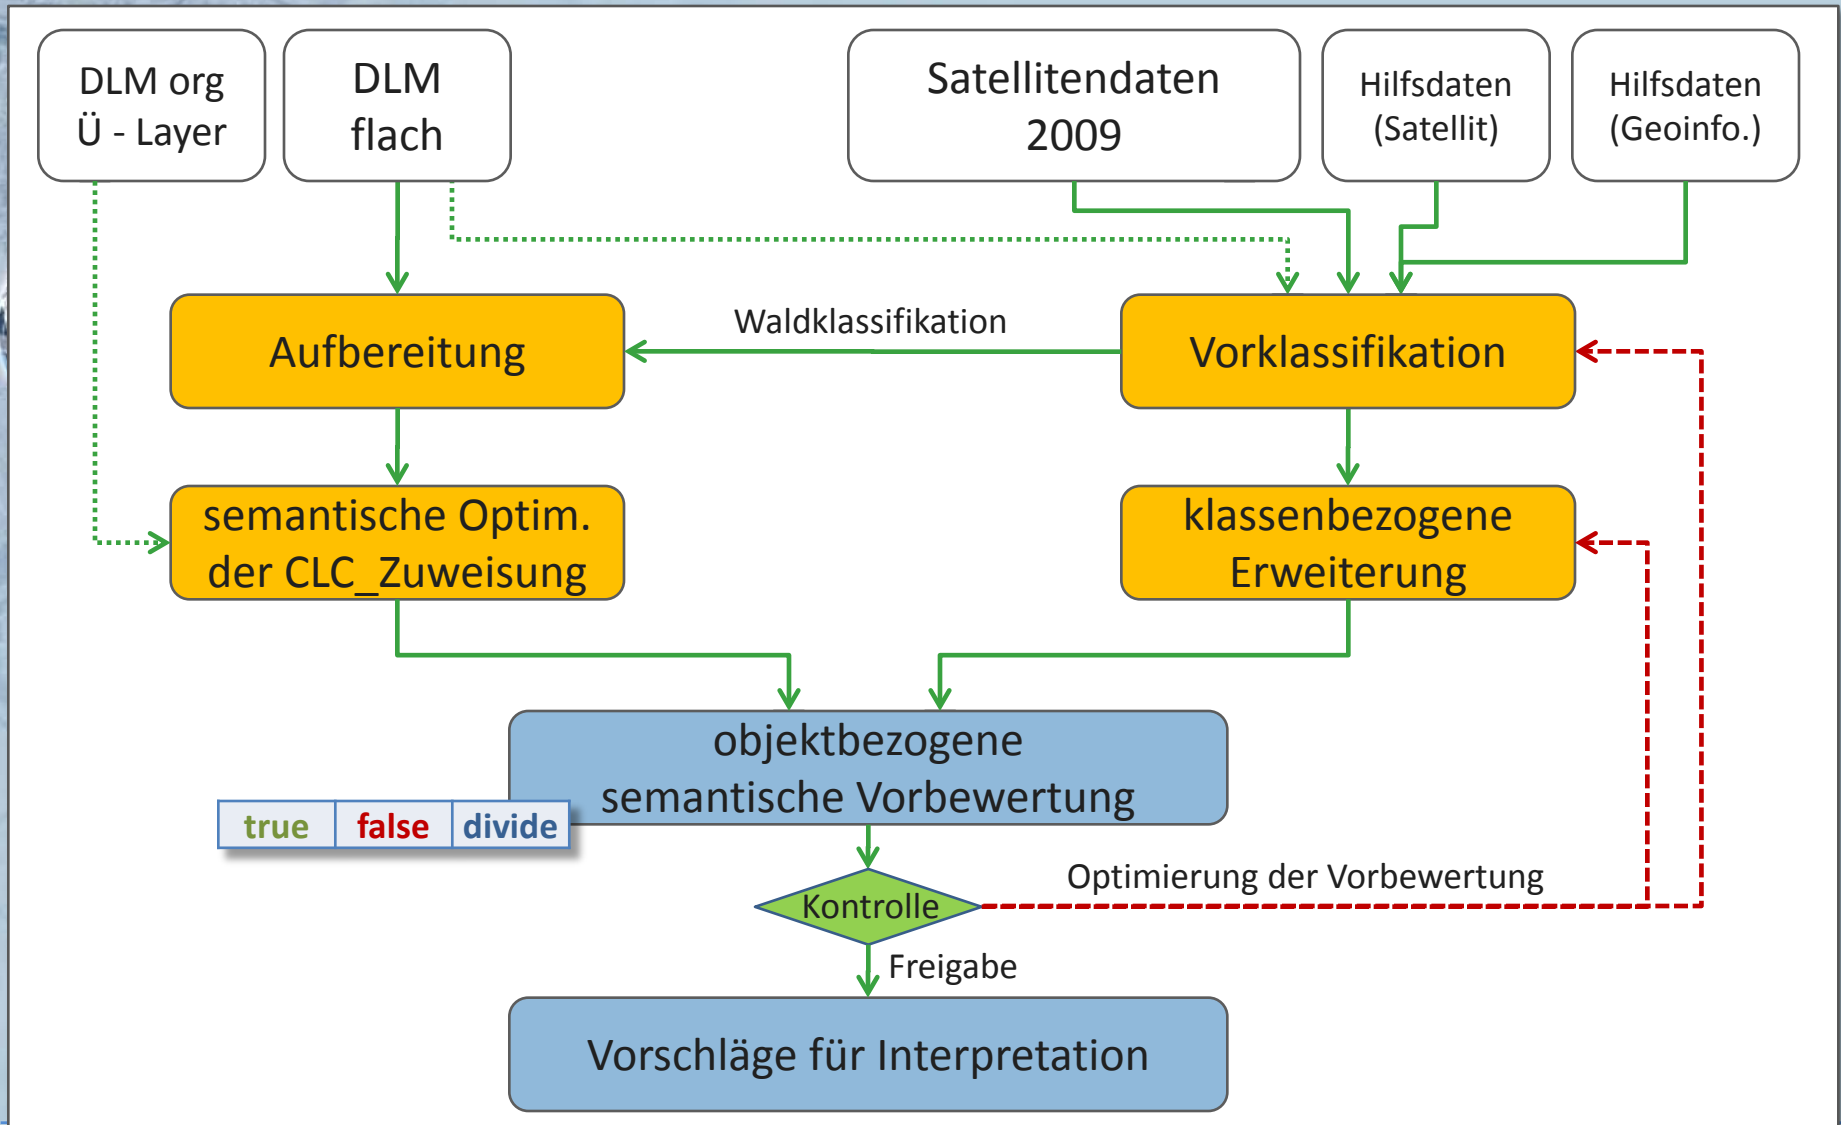 DLM org
Ü - Layer
DLM
flach
Satellitendaten
2009
Hilfsdaten
(Satellit)
Hilfsdaten
(Geoinfo.)
Aufbereitung
Waldklassifikation
Vorklassifikation
semantische Optim.
der CLC_Zuweisung
klassenbezogene
Erweiterung
objektbezogene
semantische Vorbewertung
true false divide
Kontrolle
Optimierung der Vorbewertung
Freigabe
Vorschläge für Interpretation